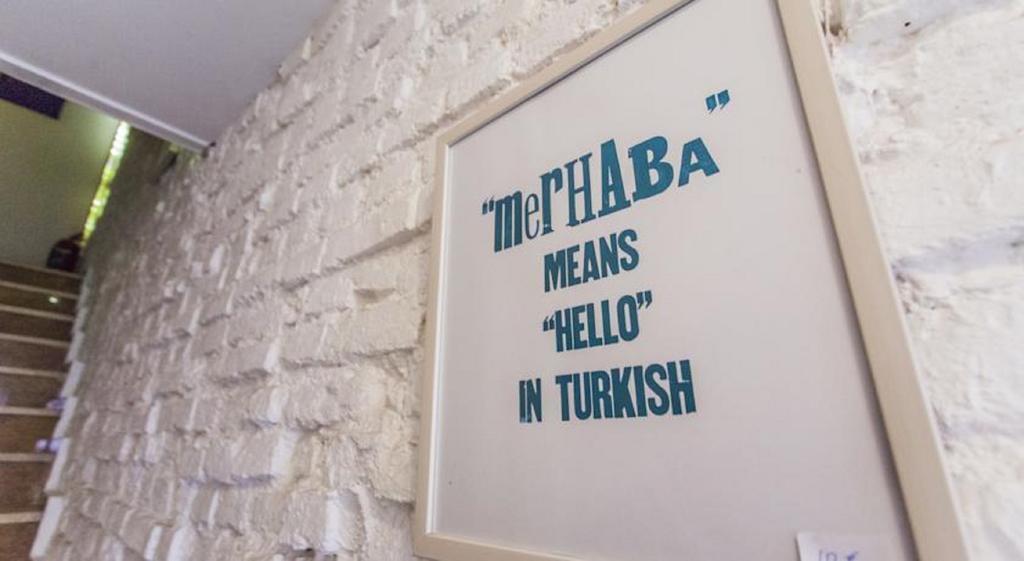 “merHABA”
MEANS
“HELLO”
IN TURKISH